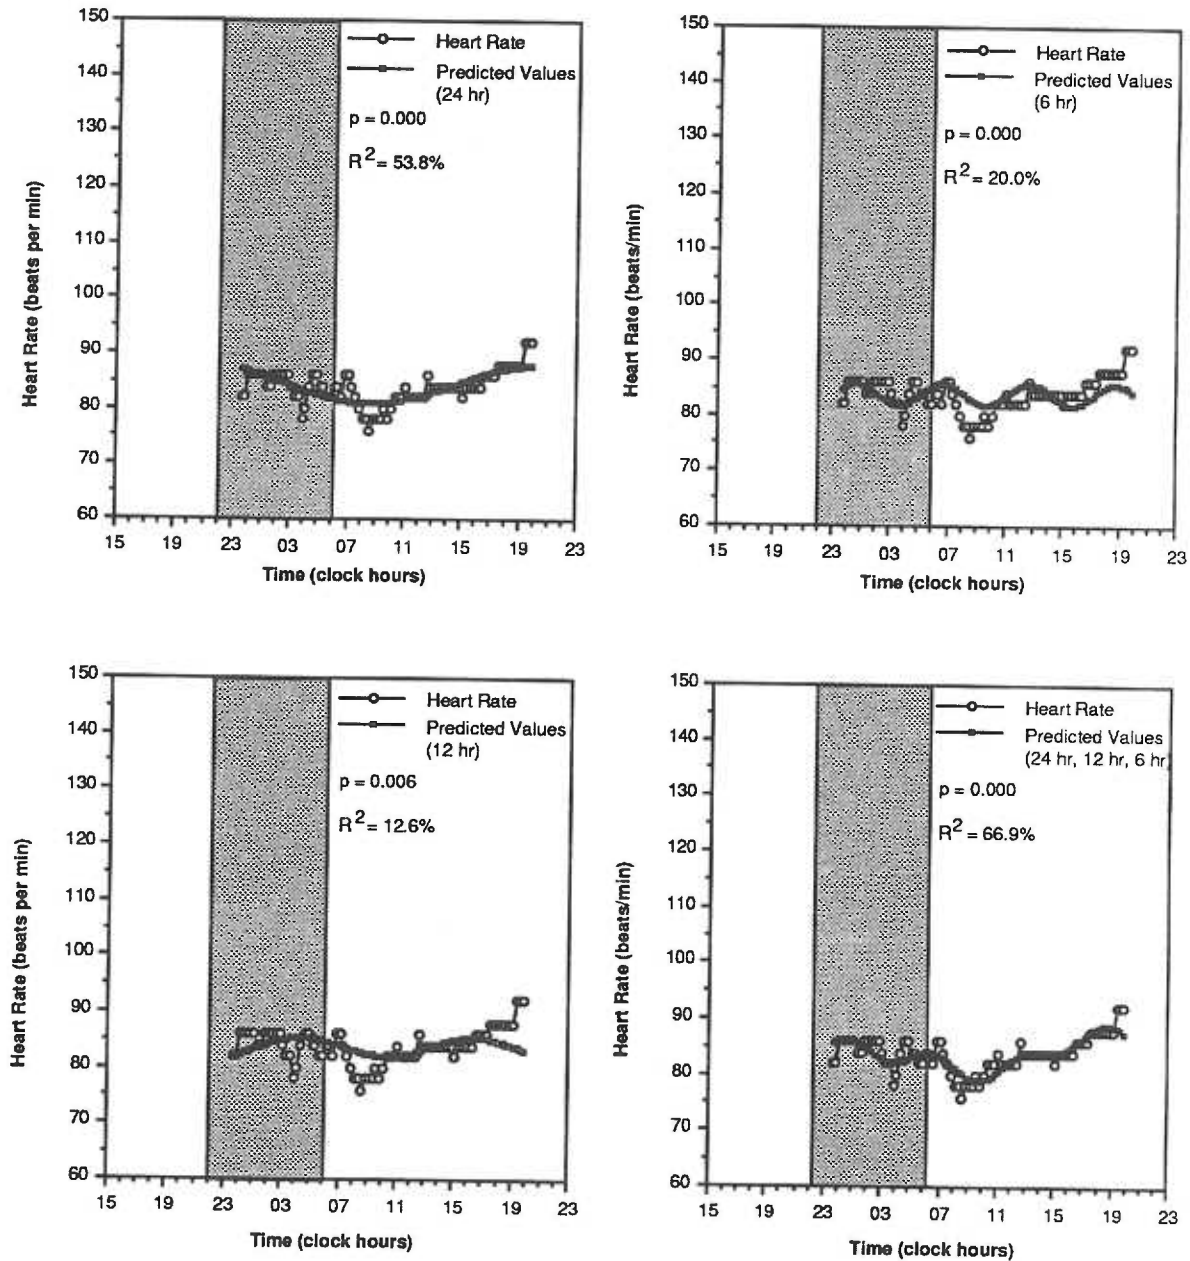 150
140
130
120
110
100
90
80
70
60
Heart Rate (beats per min)
Heart Rate
Predicted Values
(24 hr)
p = 0.000
R2 = 53.8%
15 19 23 03 07 11 15 19 23
Time (clock hours)
150
140
130
120
110
100
90
80
70
60
Heart Rate (beats/min)
Heart Rate
Predicted Values
(6 hr)
p = 0.000
R2 = 20.0%
15 19 23 03 07 11 15 19 23
Time (clock hours)
150
140
130
120
110
100
90
80
70
60
Heart Rate (beats per min)
Heart Rate
Predicted Values
(12 hr)
p = 0.006
R2 = 12.6%
15 19 23 03 07 11 15 19 23
Time (clock hours)
150
140
130
120
110
100
90
80
70
60
Heart Rate (beats/min)
Heart Rate
Predicted Values
(24 hr, 12 hr, 6 hr
p = 0.000
R2 = 66.9%
15 19 23 03 07 11 15 19 23
Time (clock hours)